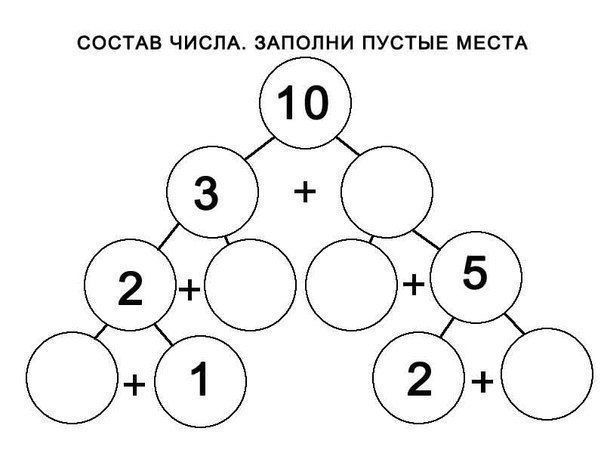 СОСТАВ ЧИСЛА. ЗАПОЛНИ ПУСТЫЕ МЕСТА
10
3 +
2 + + 5
+ 1 2 +